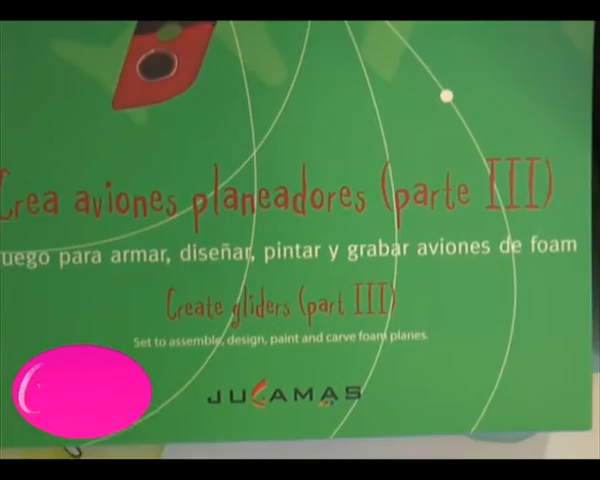 Crea aviones planeadores (parte III)
uego para armar, diseñar, pintar y grabar aviones de foam
Create gliders (part III)
Set to assemble, design, paint and carve foam planes.
JUGAMAS